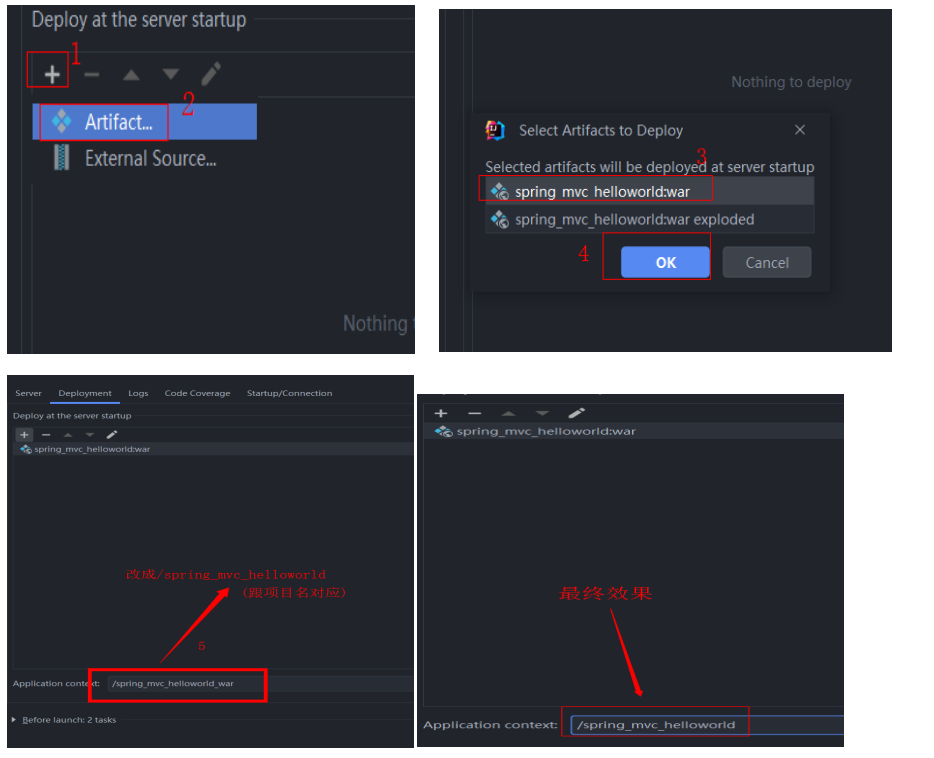 Deploy at the server startup
1
2
Artifact...
External Source...
Nothing
Nothing to deploy
Select Artifacts to Deploy
3
Selected artifacts will be deployed at server startup
spring_mvc_helloworld:war
spring_mvc_helloworld:war exploded
4
OK
Cancel
Server Deployment Logs Code Coverage Startup/Connection
Deploy at the server startup
spring_mvc_helloworld:war
改成/spring_mvc_helloworld
(跟项目名对应)
5
Application context: /spring_mvc_helloworld_war
Before launch: 2 tasks
spring_mvc_helloworld:war
最终效果
Application context: /spring_mvc_helloworld